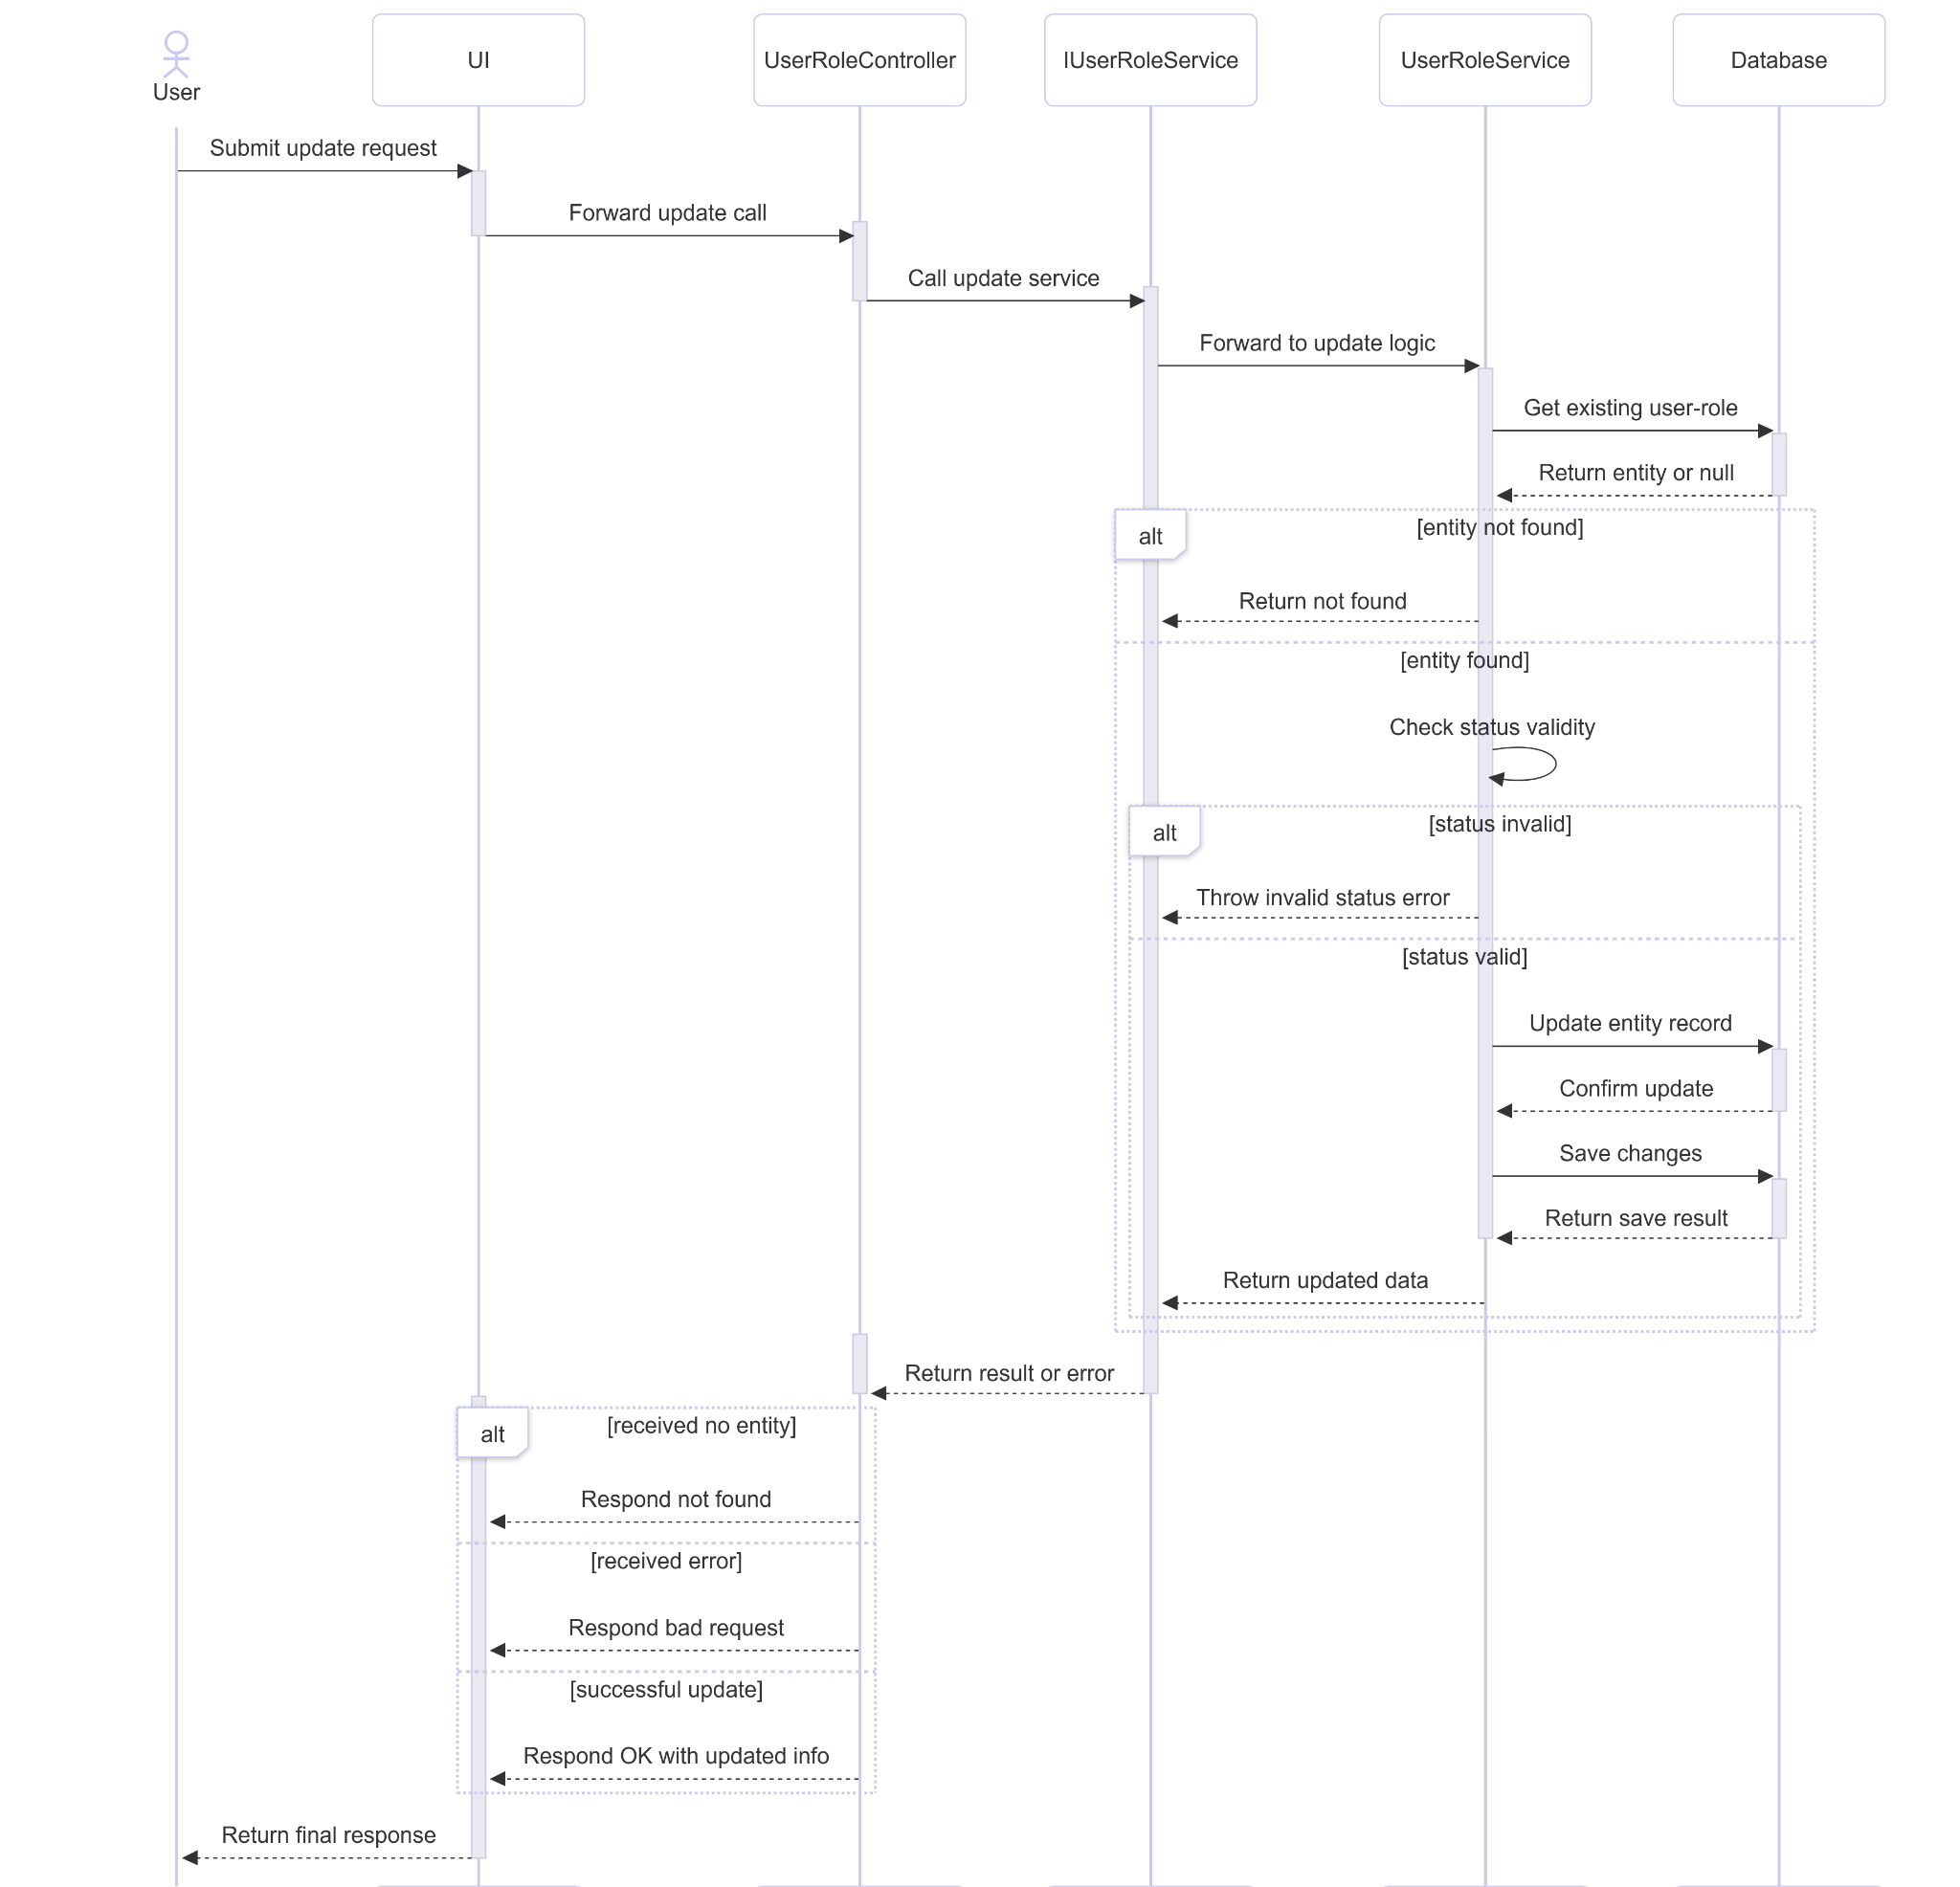 User
UI
UserRoleController
IUserRoleService
UserRoleService
Database
Submit update request
Forward update call
Call update service
Forward to update logic
Get existing user-role
Return entity or null
alt
[entity not found]
Return not found
[entity found]
Check status validity
alt
[status invalid]
Throw invalid status error
[status valid]
Update entity record
Confirm update
Save changes
Return save result
Return updated data
Return result or error
alt
[received no entity]
Respond not found
[received error]
Respond bad request
[successful update]
Respond OK with updated info
Return final response